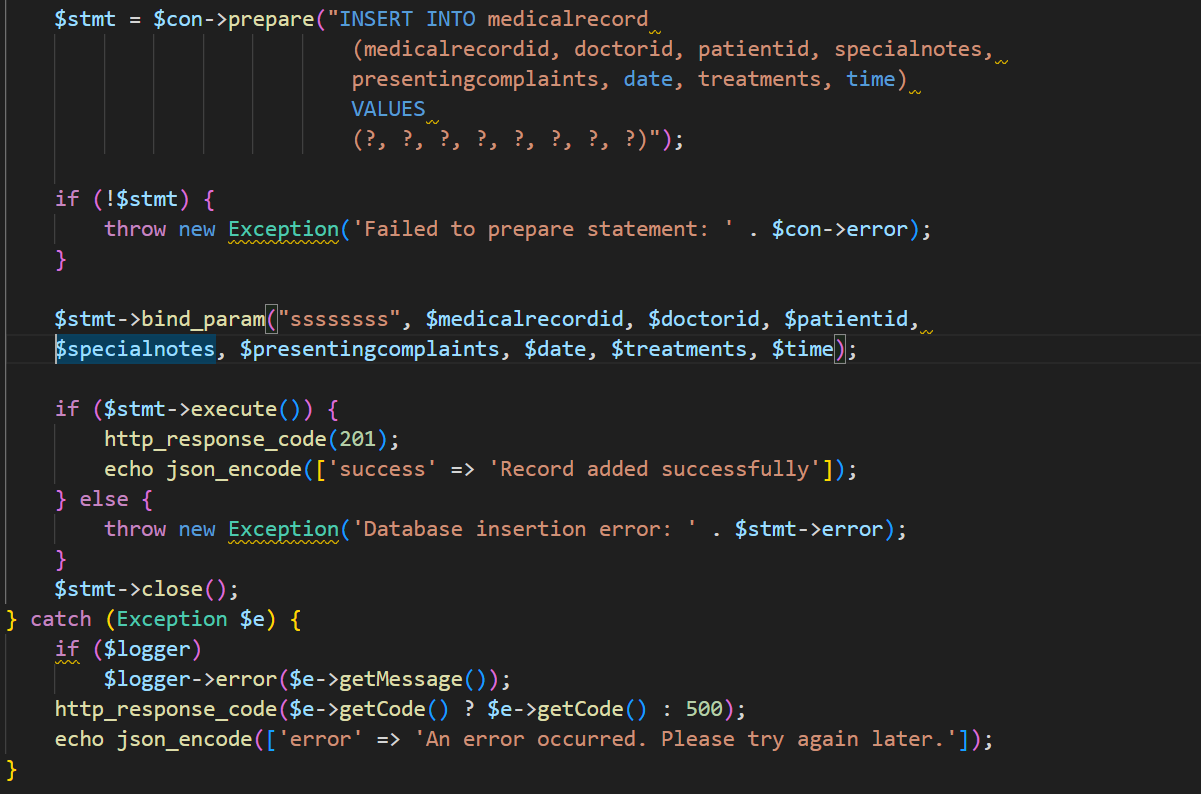 $stmt = $con->prepare("INSERT INTO medicalrecord
(medicalrecordid, doctorid, patientid, specialnotes,
presentingcomplaints, date, treatments, time)
VALUES
(?, ?, ?, ?, ?, ?, ?, ?)");
if (!$stmt) {
throw new Exception('Failed to prepare statement: ' . $con->error);
}
$stmt->bind_param("ssssssss", $medicalrecordid, $doctorid, $patientid,
$specialnotes, $presentingcomplaints, $date, $treatments, $time);
if ($stmt->execute()) {
http_response_code(201);
echo json_encode(['success' => 'Record added successfully']);
} else {
throw new Exception('Database insertion error: ' . $stmt->error);
}
$stmt->close();
} catch (Exception $e) {
if ($logger)
$logger->error($e->getMessage());
http_response_code($e->getCode() ? $e->getCode() : 500);
echo json_encode(['error' => 'An error occurred. Please try again later.']);
}